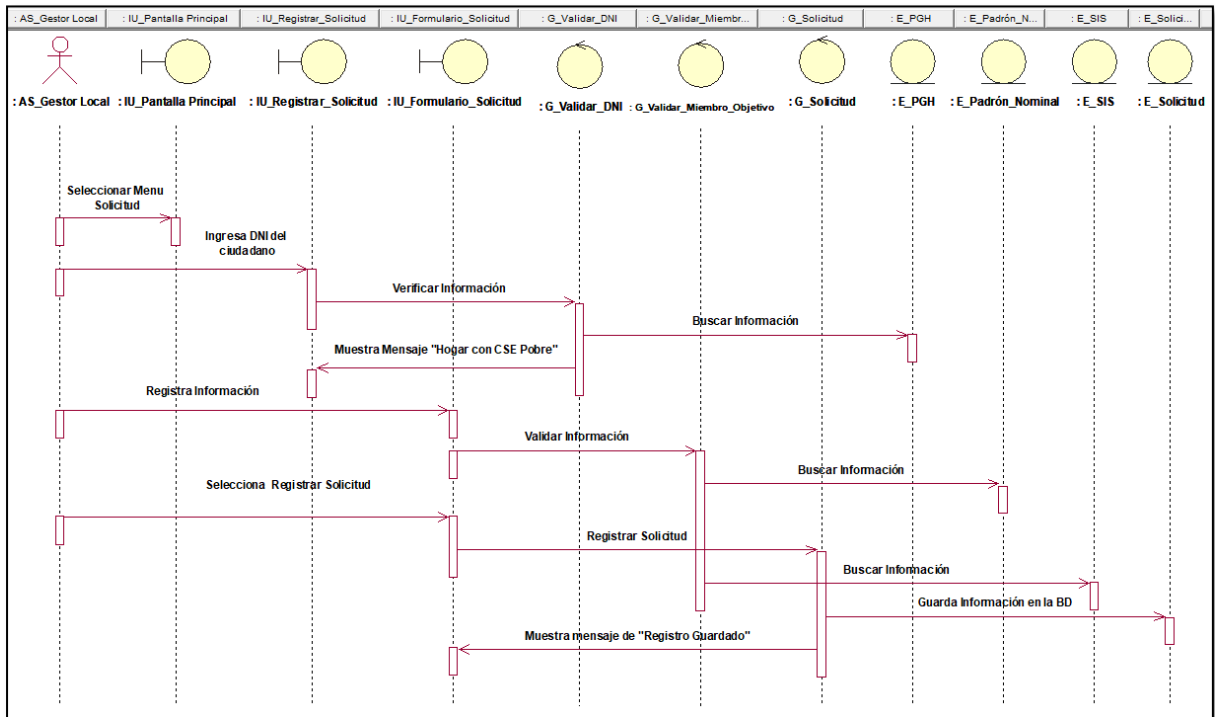 : AS_Gestor Local
: IU_Pantalla Principal
: IU_Registrar_Solicitud
: IU_Formulario_Solicitud
: G_Validar_DNI
: G_Validar_Miembr...
: G_Solicitud
: E_PGH
: E_Padrón_N...
: E_SIS
: E_Solici...
: AS_Gestor Local
: IU_Pantalla Principal
: IU_Registrar_Solicitud
: IU_Formulario_Solicitud
: G_Validar_DNI
: G_Validar_Miembro_Objetivo
: G_Solicitud
: E_PGH
: E_Padrón_Nominal
: E_SIS
: E_Solicitud
Seleccionar Menu
Solicitud
Ingresa DNI del
ciudadano
Verificar Información
Buscar Información
Muestra Mensaje "Hogar con CSE Pobre"
Registra Información
Validar Información
Buscar Información
Selecciona Registrar Solicitud
Registrar Solicitud
Buscar Información
Guarda Información en la BD
Muestra mensaje de "Registro Guardado"